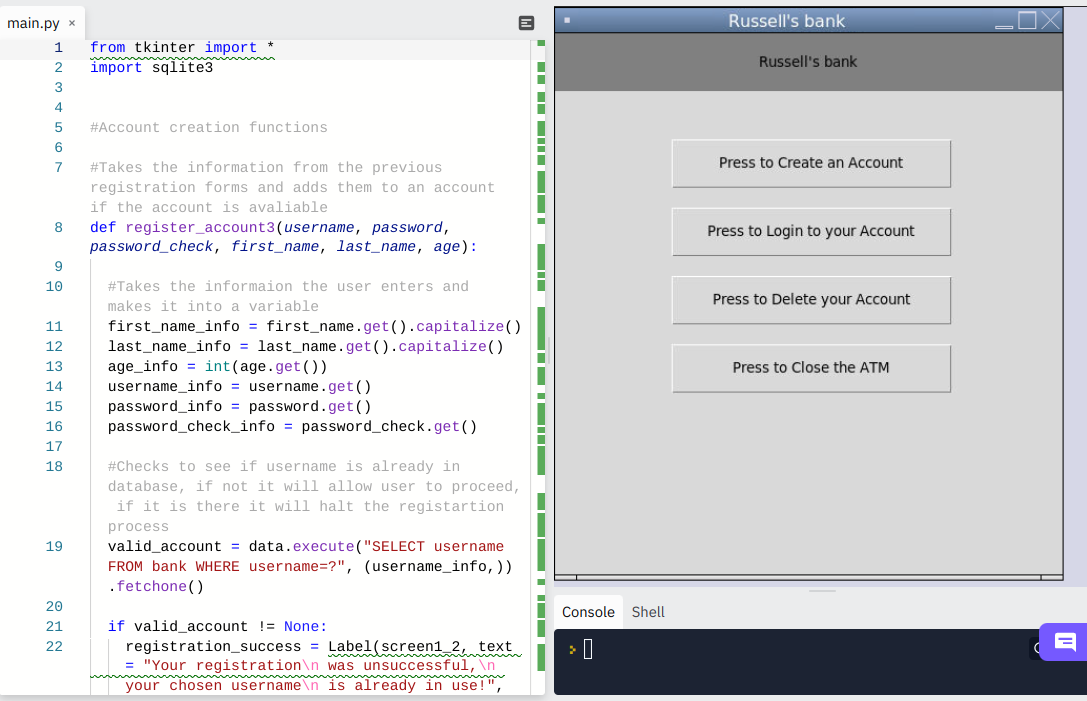 main.py ×
1 from tkinter import *
2 import sqlite3
3
4
5 #Account creation functions
6
7 #Takes the information from the previous
registration forms and adds them to an account
if the account is avaliable
8 def register_account3(username, password,
password_check, first_name, last_name, age):
9
10 #Takes the informaion the user enters and
makes it into a variable
11 first_name_info = first_name.get().capitalize()
12 last_name_info = last_name.get().capitalize()
13 age_info = int(age.get())
14 username_info = username.get()
15 password_info = password.get()
16 password_check_info = password_check.get()
17
18 #Checks to see if username is already in
database, if not it will allow user to proceed,
if it is there it will halt the registartion
process
19 valid_account = data.execute("SELECT username
FROM bank WHERE username=?", (username_info,))
.fetchone()
20
21 if valid_account != None:
22 registration_success = Label(screen1_2, text
= "Your registration\n was unsuccessful,\n
your chosen username\n is already in use!",
Russell's bank
Russell's bank
Press to Create an Account
Press to Login to your Account
Press to Delete your Account
Press to Close the ATM
Console Shell
>